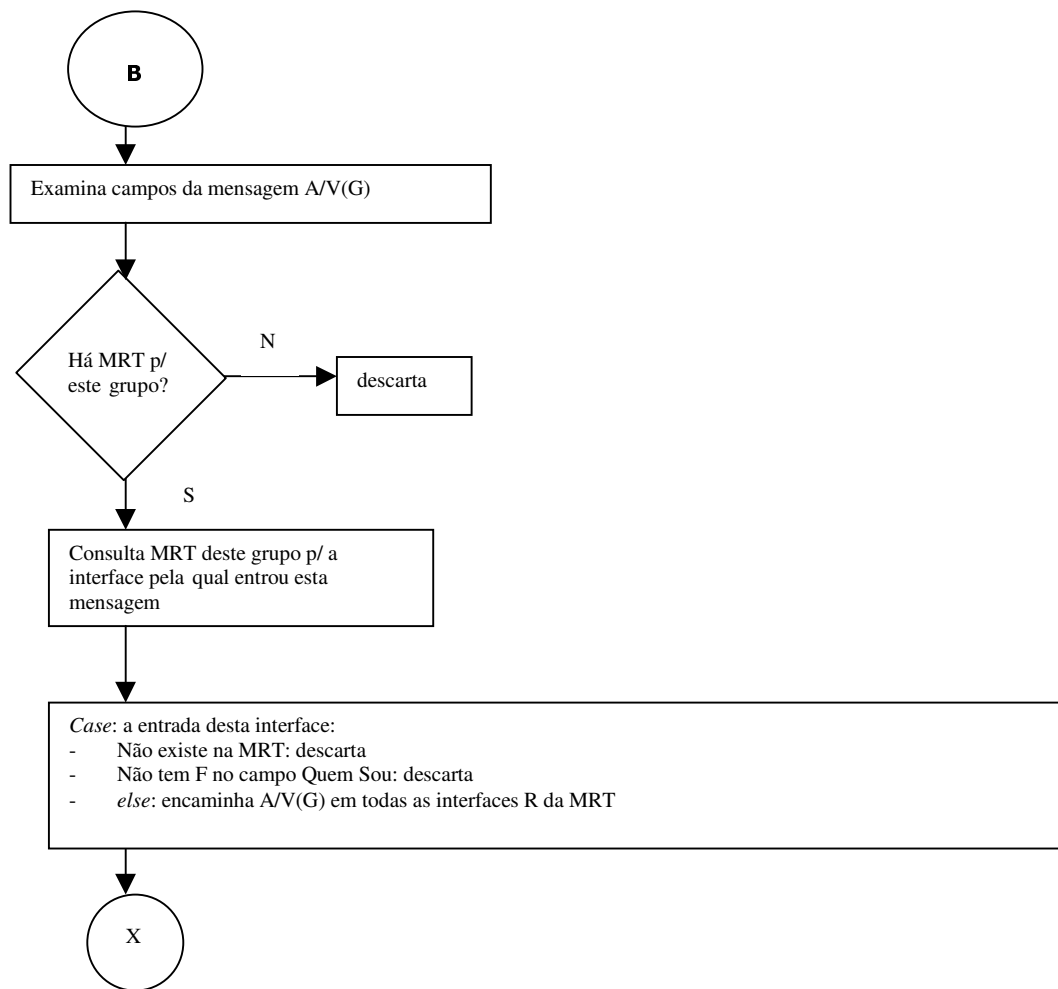 B
Examina campos da mensagem A/V(G)
N
Há MRT p/
este grupo?
descarta
S
Consulta MRT deste grupo p/ a
interface pela qual entrou esta
mensagem
Case: a entrada desta interface:
- Não existe na MRT: descarta
- Não tem F no campo Quem Sou: descarta
- else: encaminha A/V(G) em todas as interfaces R da MRT
X